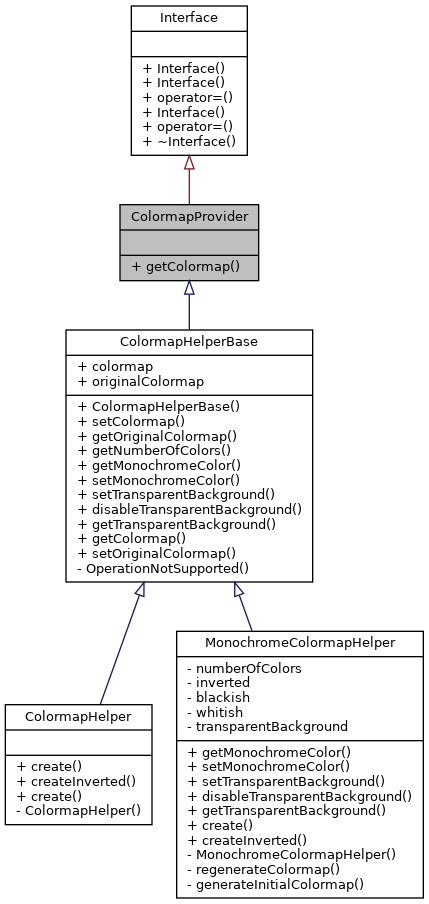 Interface
+ Interface()
+ Interface()
+ operator=()
+ Interface()
+ operator=()
+ ~Interface()
ColormapProvider
+ getColormap()
ColormapHelperBase
+ colormap
+ originalColormap
+ ColormapHelperBase()
+ setColormap()
+ getOriginalColormap()
+ getNumberOfColors()
+ getMonochromeColor()
+ setMonochromeColor()
+ setTransparentBackground()
+ disableTransparentBackground()
+ getTransparentBackground()
+ getColormap()
+ setOriginalColormap()
- OperationNotSupported()
ColormapHelper
+ create()
+ createInverted()
+ create()
- ColormapHelper()
MonochromeColormapHelper
- numberOfColors
- inverted
- blackish
- whitish
- transparentBackground
+ getMonochromeColor()
+ setMonochromeColor()
+ setTransparentBackground()
+ disableTransparentBackground()
+ getTransparentBackground()
+ create()
+ createInverted()
- MonochromeColormapHelper()
- regenerateColormap()
- generateInitialColormap()